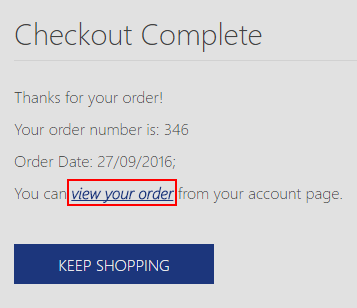 Checkout Complete
Thanks for your order!
Your order number is: 346
Order Date: 27/09/2016;
You can view your order from your account page.
KEEP SHOPPING